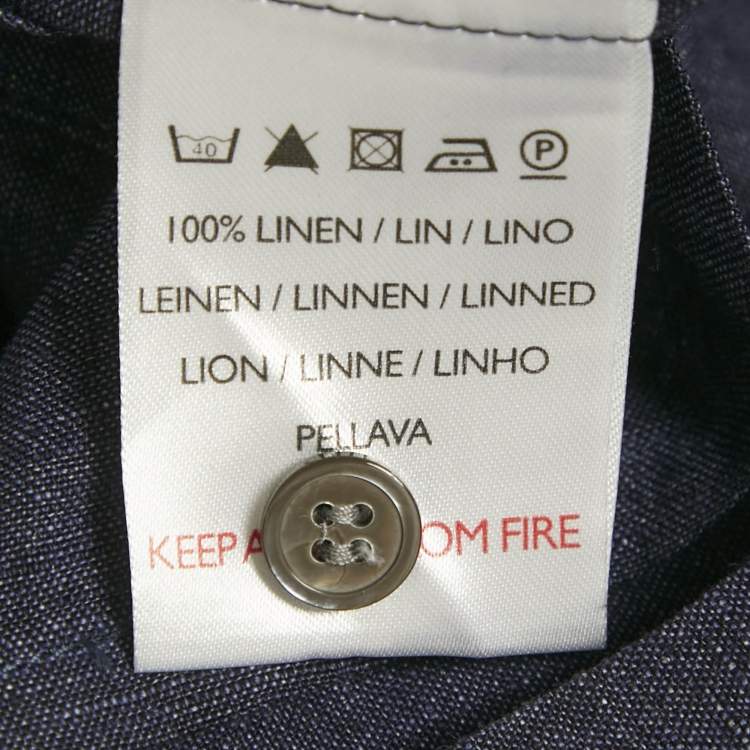 40
P
100% LINEN / LIN / LINO
LEINEN / LINNEN / LINNED
LION / LINNE / LINHO
PELLAVA
KEEP FIRE